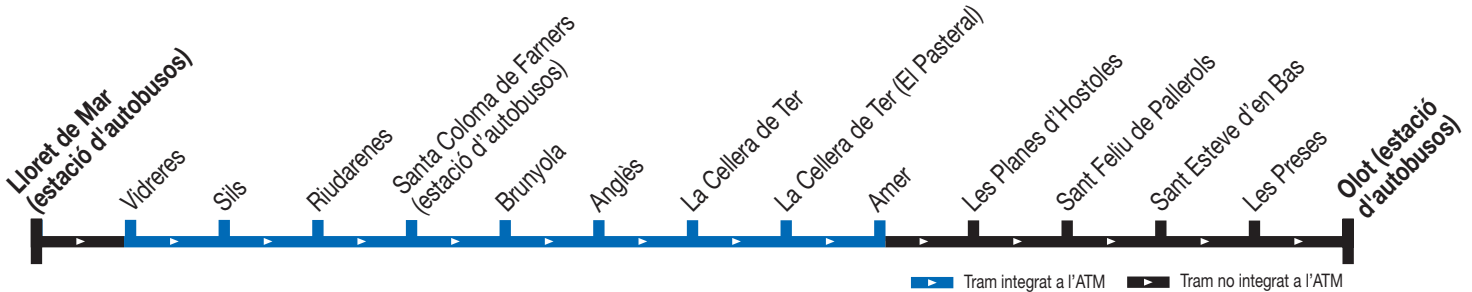 Lloret de Mar
(estació d'autobusos)
Vidreres
Sils
Riudarenes
Santa Coloma de Farners
(estació d'autobusos)
Brunyola
Anglès
La Cellera de Ter
La Cellera de Ter (El Pasteral)
Amer
Les Planes d'Hostoles
Sant Feliu de Pallerols
Sant Esteve d'en Bas
Les Preses
Olot (estació
d'autobusos)
Tram integrat a l'ATM
Tram no integrat a l'ATM